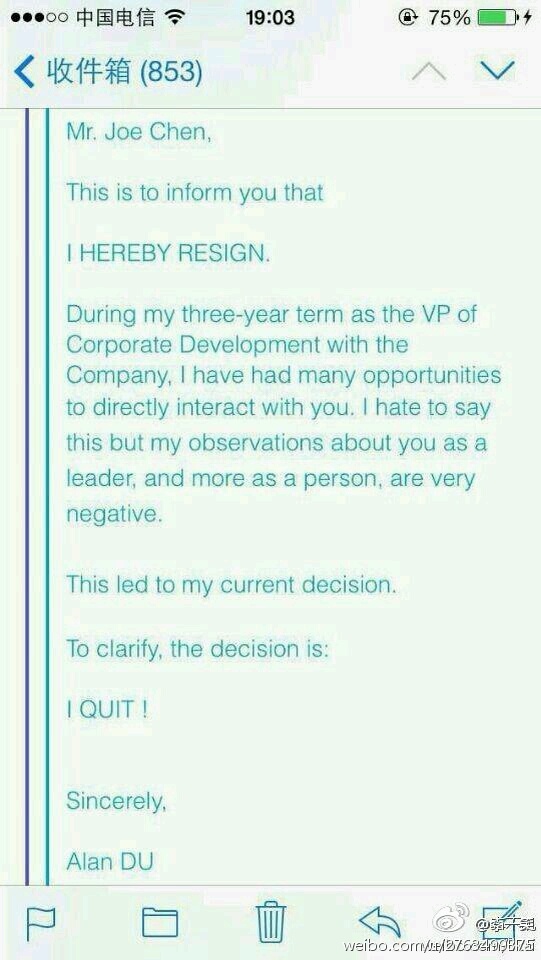 中国电信 19:03 75%
收件箱 (853)
Mr. Joe Chen,
This is to inform you that
I HEREBY RESIGN.
During my three-year term as the VP of
Corporate Development with the
Company, I have had many opportunities
to directly interact with you. I hate to say
this but my observations about you as a
leader, and more as a person, are very
negative.
This led to my current decision.
To clarify, the decision is:
I QUIT !
Sincerely,
Alan DU